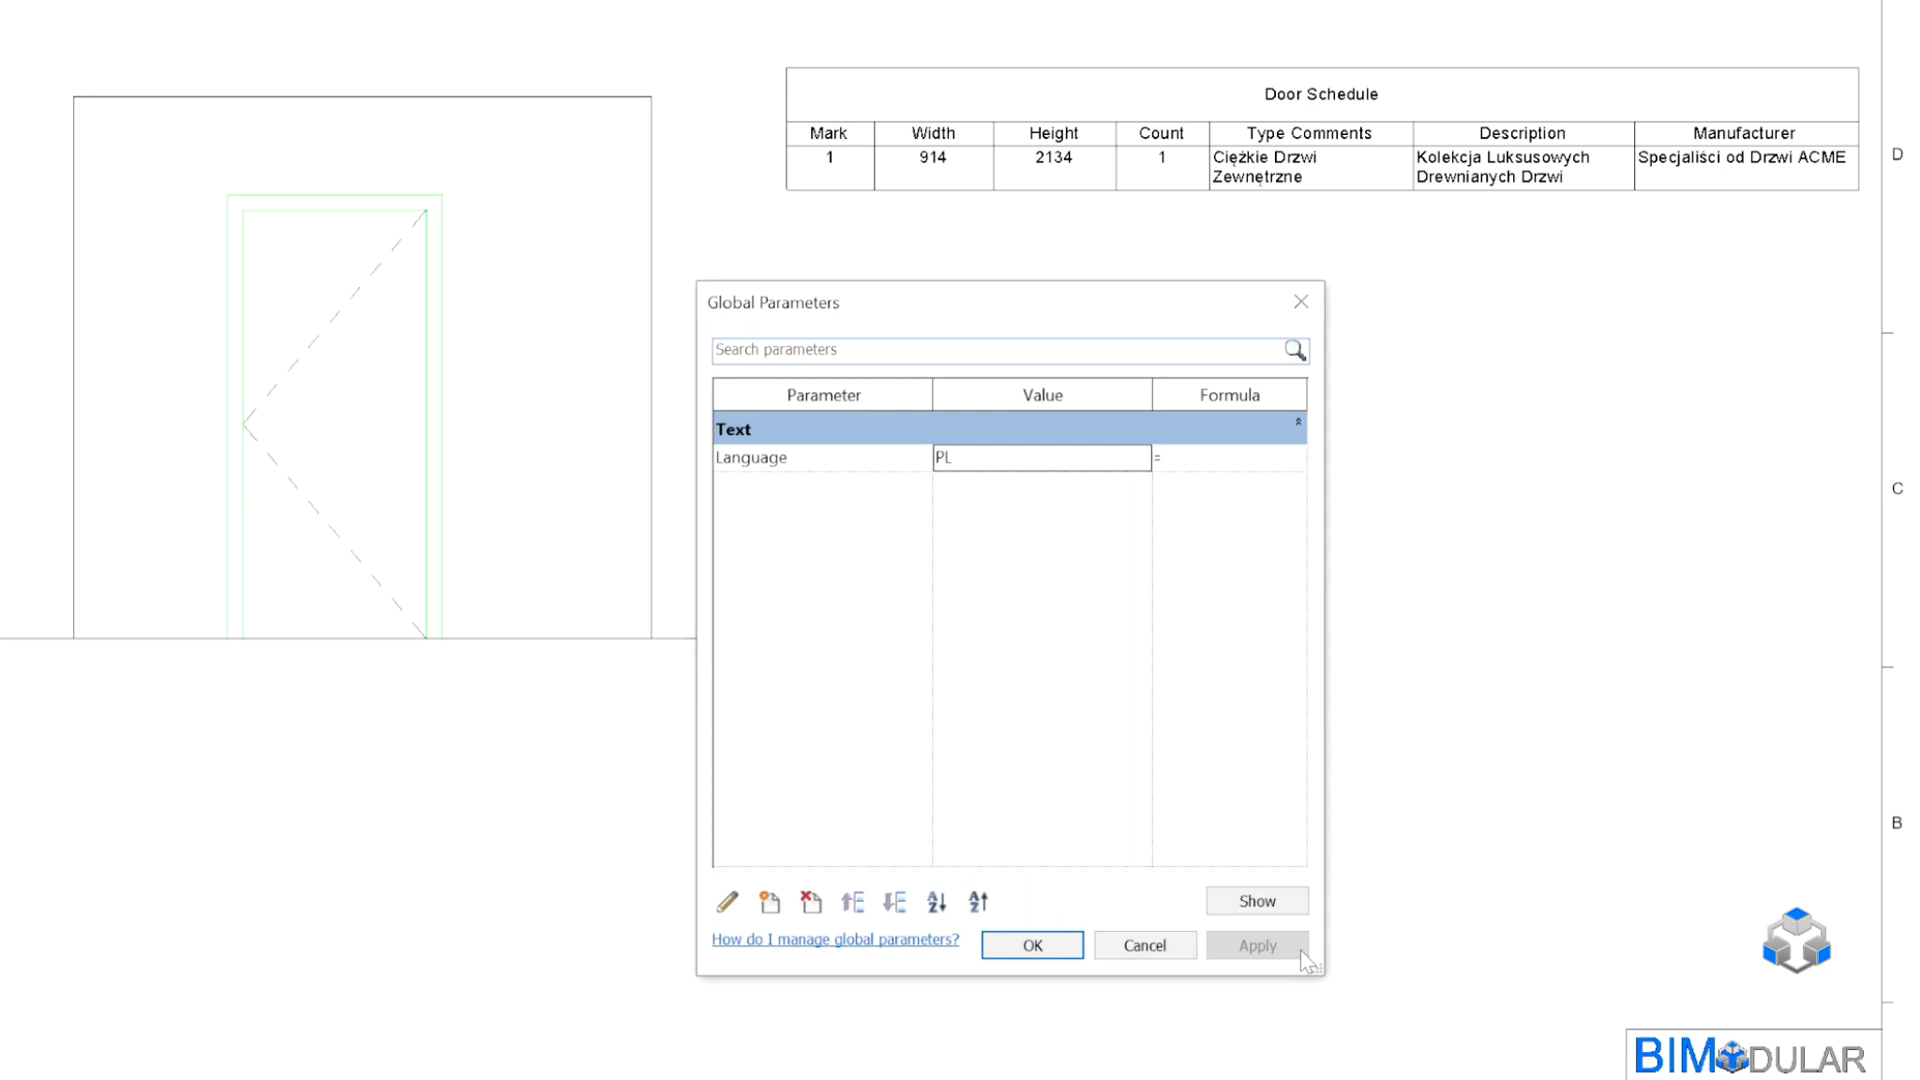 Door Schedule
Mark Width Height Count Type Comments Description Manufacturer
1 914 2134 1 Ciężkie Drzwi Zewnętrzne Kolekcja Luksusowych Drewnianych Drzwi Specjaliści od Drzwi ACME
D
Global Parameters
Search parameters
Parameter Value Formula
Text
Language PL =
C
B
Show
How do I manage global parameters?
OK Cancel Apply
BIMODULAR